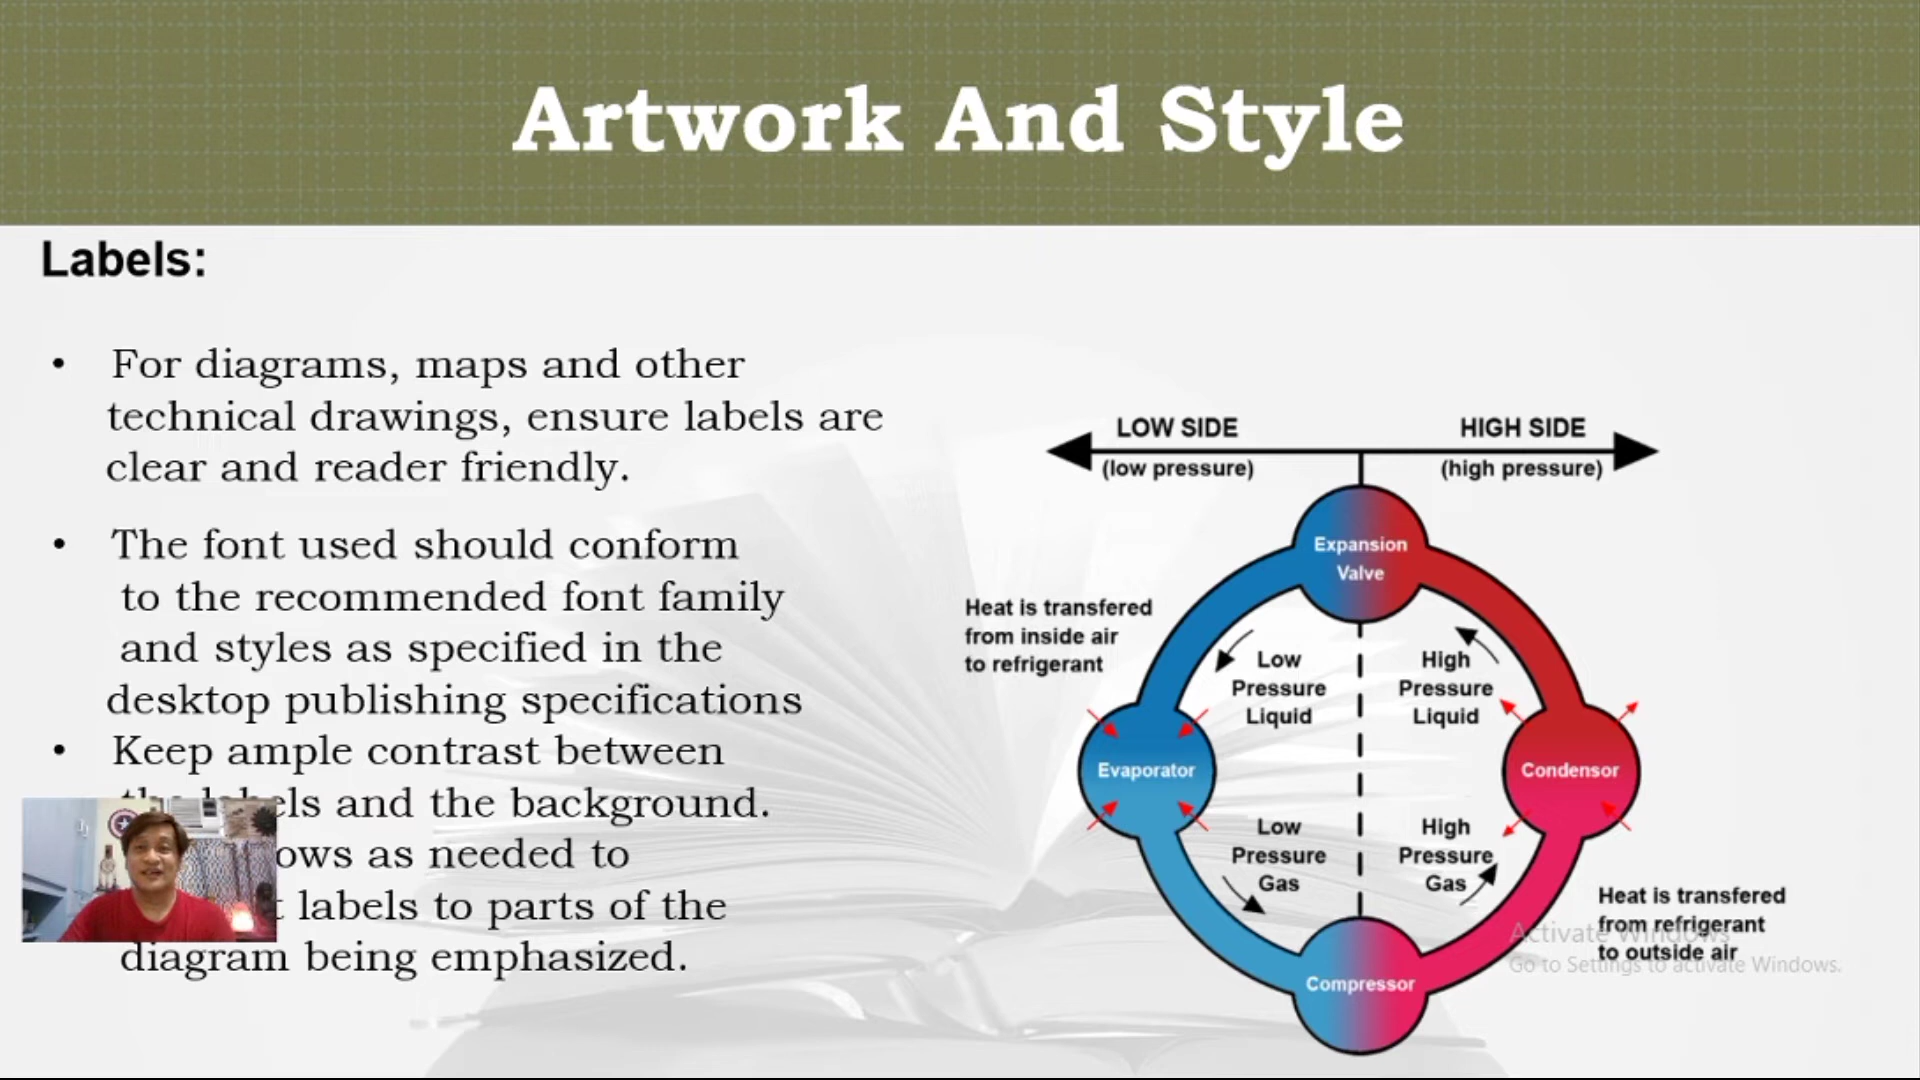 Artwork And Style
Labels:
• For diagrams, maps and other
technical drawings, ensure labels are
clear and reader friendly.
• The font used should conform
to the recommended font family
and styles as specified in the
desktop publishing specifications
• Keep ample contrast between
and the background.
as needed to
labels to parts of the
diagram being emphasized.
LOW SIDE
(low pressure)
HIGH SIDE
(high pressure)
Expansion
Valve
Heat is transfered
from inside air
to refrigerant
Low
Pressure
Liquid
High
Pressure
Liquid
Evaporator
Condensor
Low
Pressure
Gas
High
Pressure
Gas
Compressor
Heat is transfered
from refrigerant
to outside air
Activate Windows
Go to Settings to activate Windows.